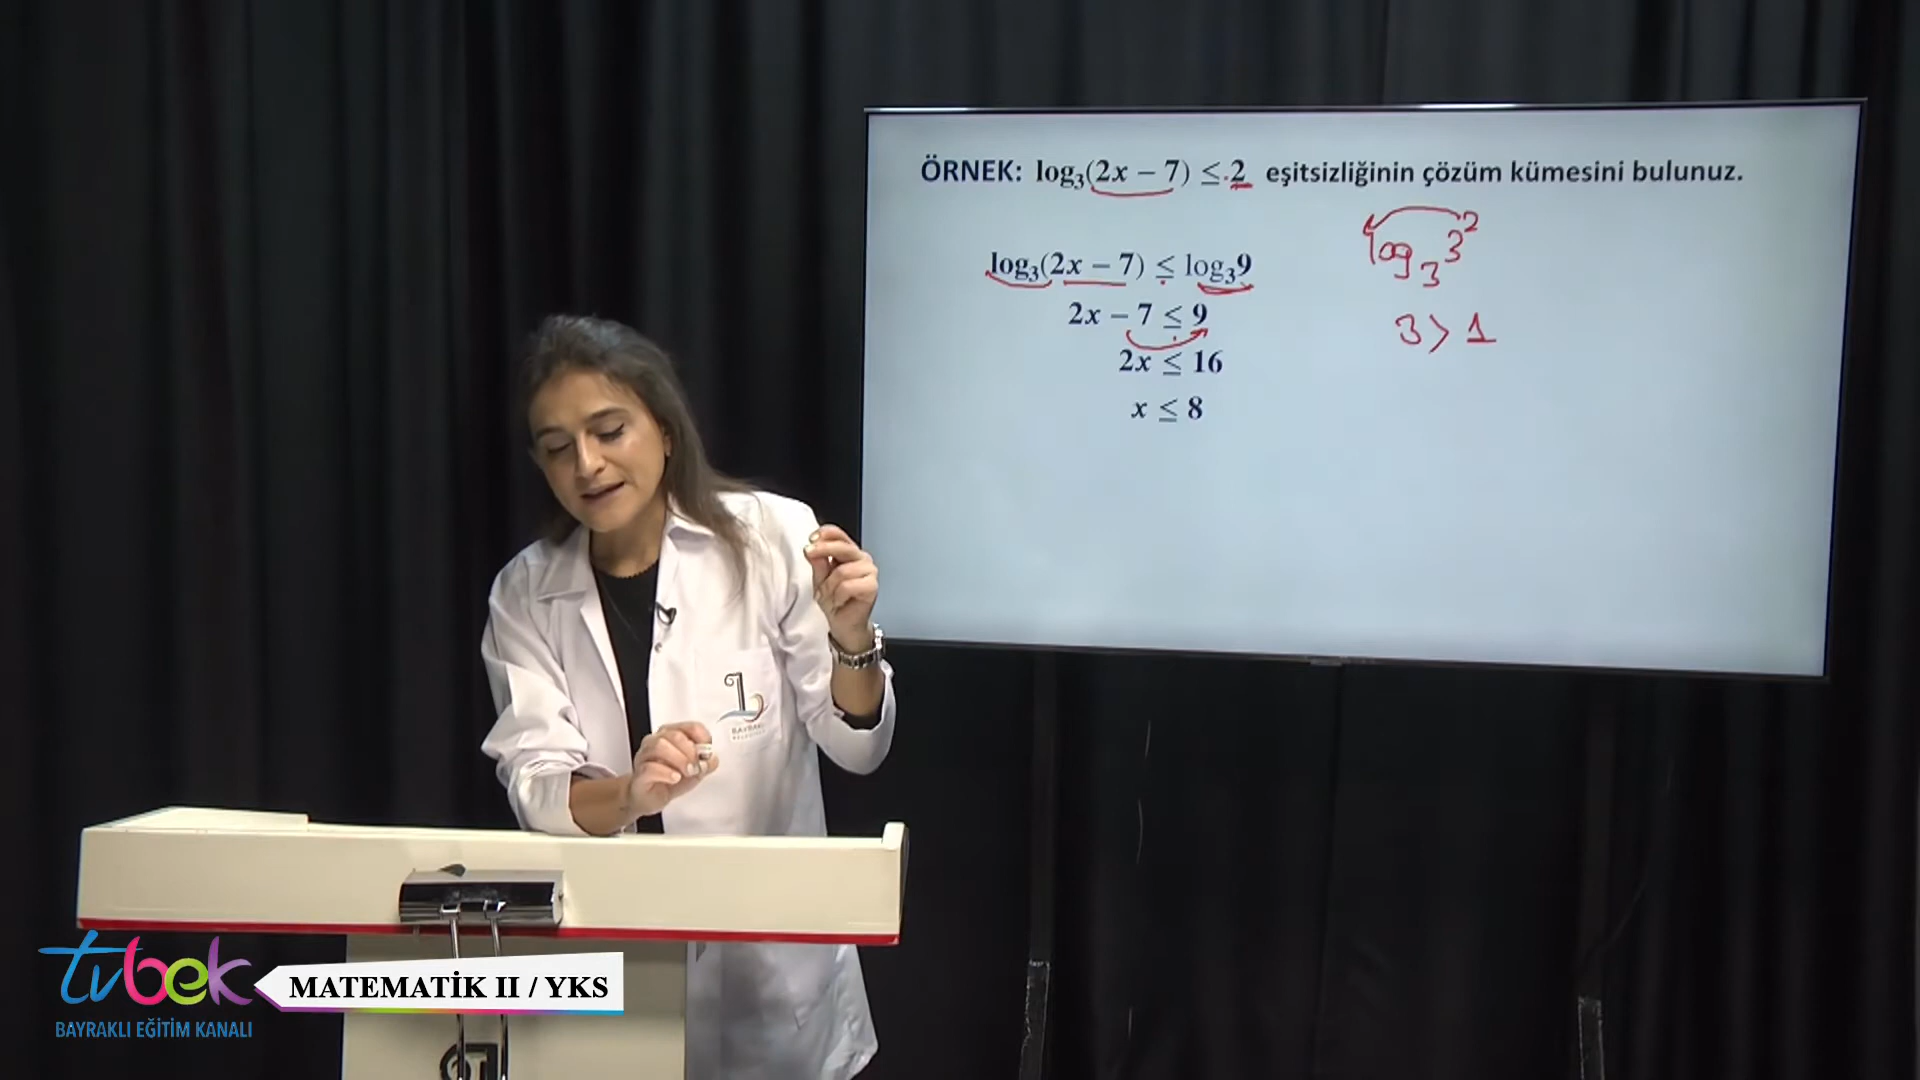 ÖRNEK: log₃(2x − 7) ≤ 2 eşitsizliğinin çözüm kümesini bulunuz.
log₃(2x − 7) ≤ log₃9
2x − 7 ≤ 9
2x ≤ 16
x ≤ 8
log₃3²
3 > 1
tvbek
BAYRAKLI EĞİTİM KANALI
MATEMATİK II / YKS